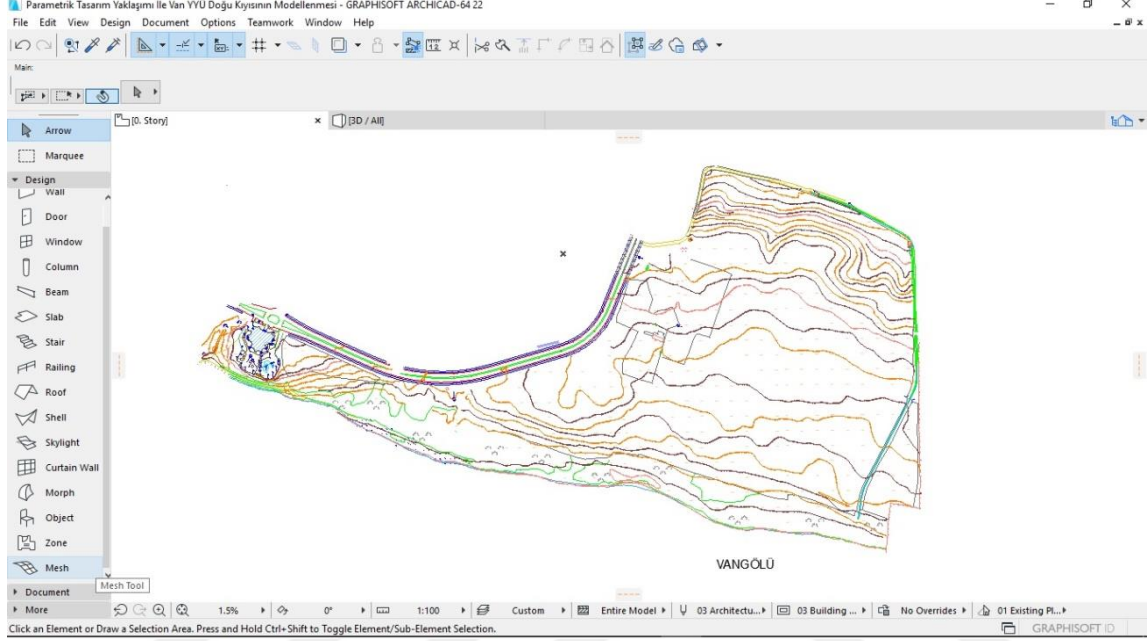 Parametrik Tasarım Yaklaşımı Ile Van YYÜ Doğu Kıyısının Modellenmesi - GRAPHISOFT ARCHICAD-64 22
File Edit View Design Document Options Teamwork Window Help
Main:
[0. Story]
[3D / All]
Arrow
Marquee
Design
Wall
Door
Window
Column
Beam
Slab
Stair
Railing
Roof
Shell
Skylight
Curtain Wall
Morph
Object
Zone
Mesh
Mesh Tool
VANGÖLÜ
Document
More
1.5% 0° 1:100 Custom Entire Model 03 Architectu... 03 Building ... No Overrides 01 Existing Pl...
Click an Element or Draw a Selection Area. Press and Hold Ctrl+Shift to Toggle Element/Sub-Element Selection.
GRAPHISOFT ID